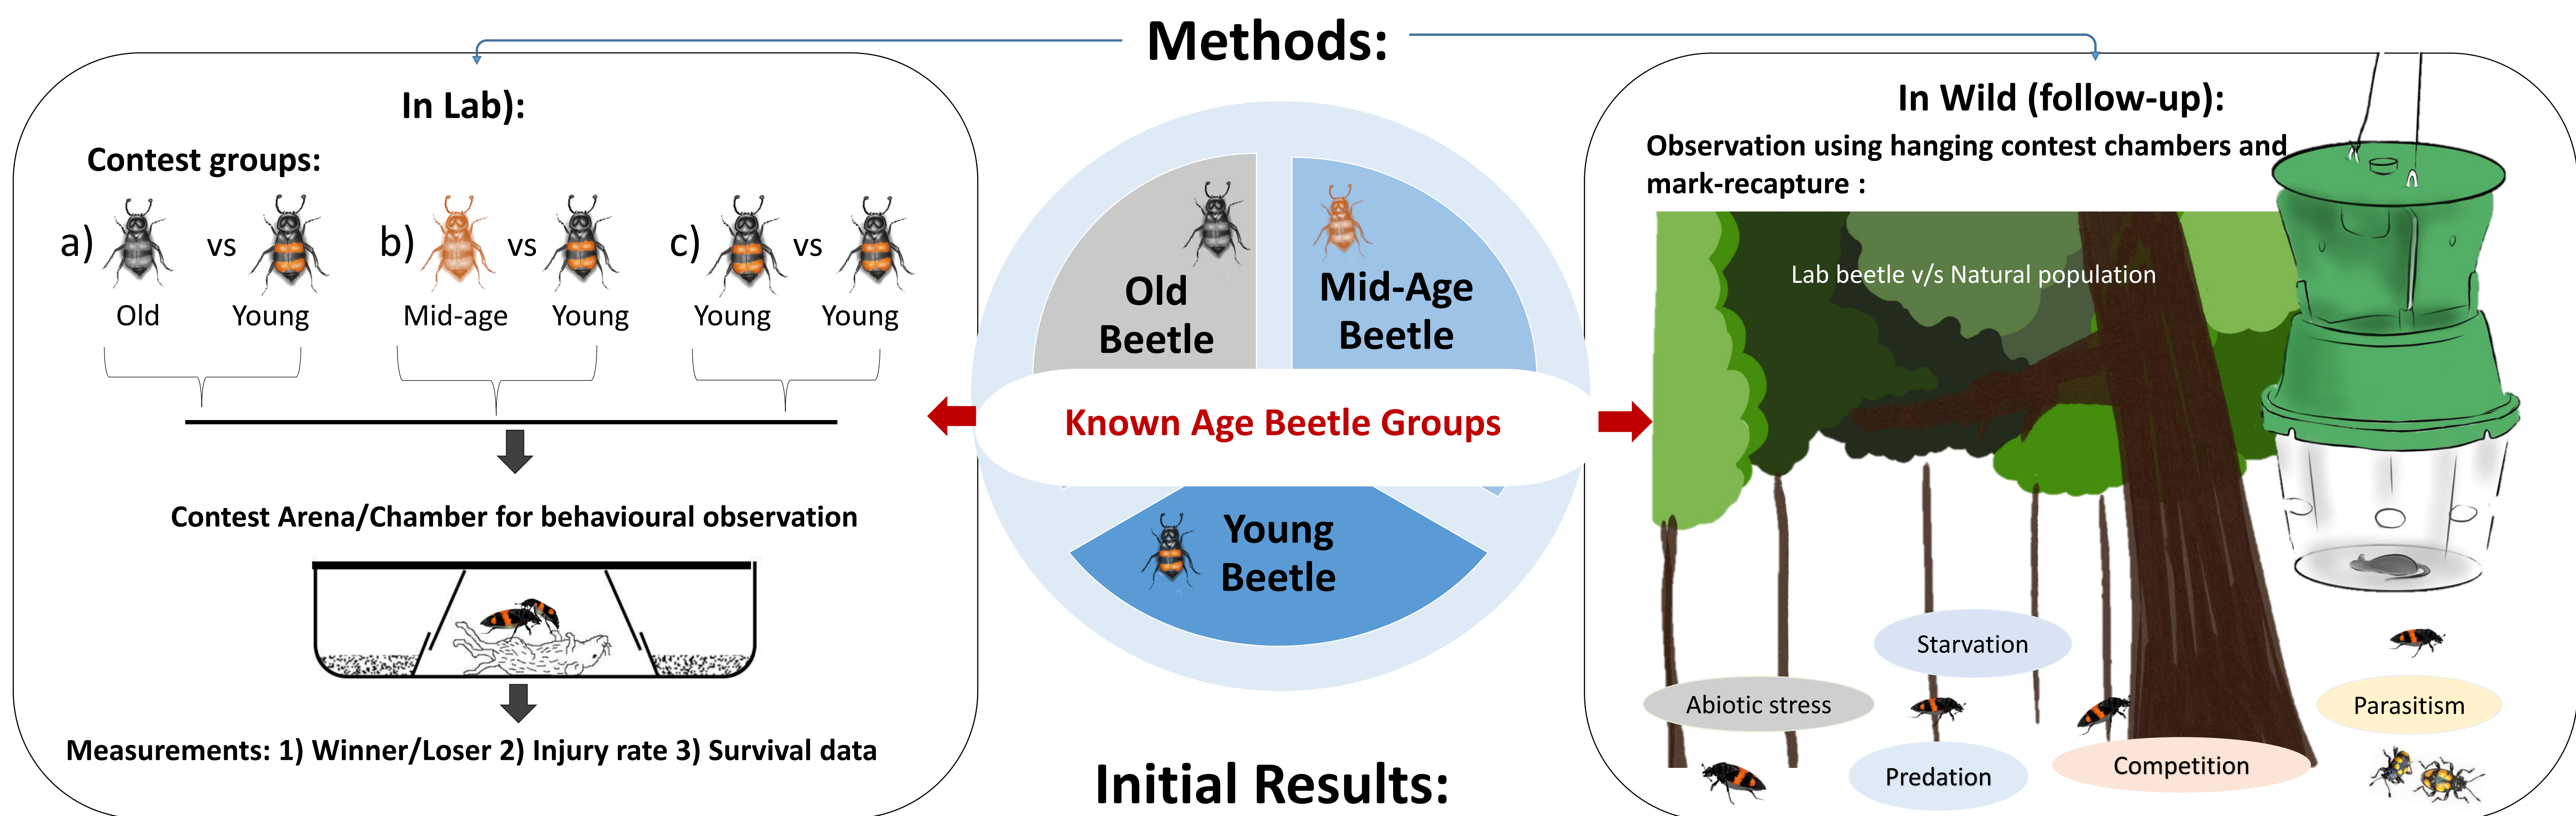 Methods:
In Lab):
Contest groups:
a) vs b) vs c) vs
Old Young Mid-age Young Young Young
Contest Arena/Chamber for behavioural observation
Measurements: 1) Winner/Loser 2) Injury rate 3) Survival data
Old
Beetle
Mid-Age
Beetle
Known Age Beetle Groups
Young
Beetle
Initial Results:
In Wild (follow-up):
Observation using hanging contest chambers and
mark-recapture :
Lab beetle v/s Natural population
Starvation
Abiotic stress
Parasitism
Predation
Competition